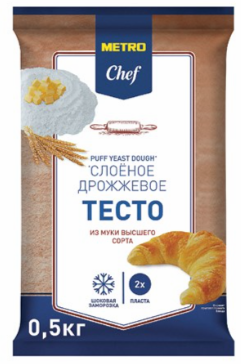 METRO
Chef
PUFF YEAST DOUGH
СЛОЁНОЕ
ДРОЖЖЕВОЕ
ТЕСТО
ИЗ МУКИ ВЫСШЕГО
СОРТА
ШОКОВАЯ
ЗАМОРОЗКА
2х
ПЛАСТА
0,5кг